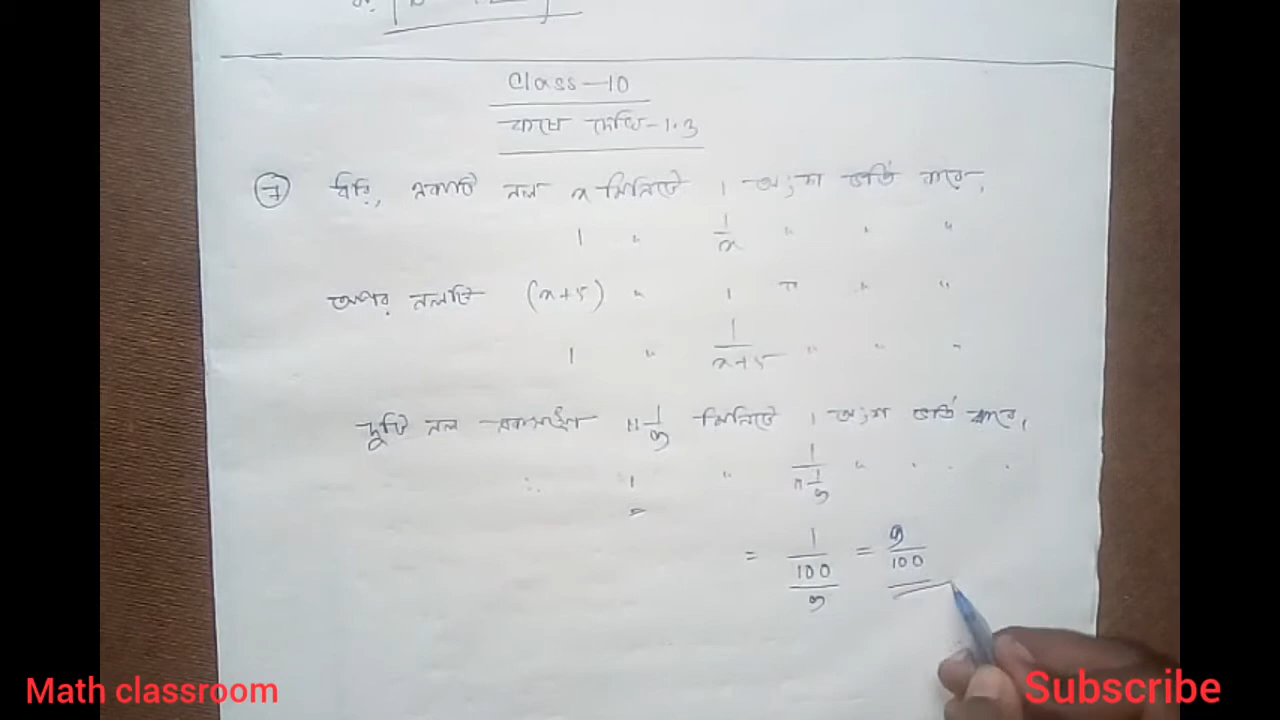 Class-10
কষে দেখি-1.3
7 ধরি, একটি নল x মিনিটে 1 অংশ ভর্তি করে,
1 " 1/x " " "
অপর নলটি (x+5) " 1 " " "
1 " 1/(x+5) " " "
দুটি নল একসঙ্গে 11 1/9 মিনিটে 1 অংশ ভর্তি করে,
∴ 1 " 1/(11 1/9) " " " "
= 1/(100/9) = 9/100
Math classroom
Subscribe